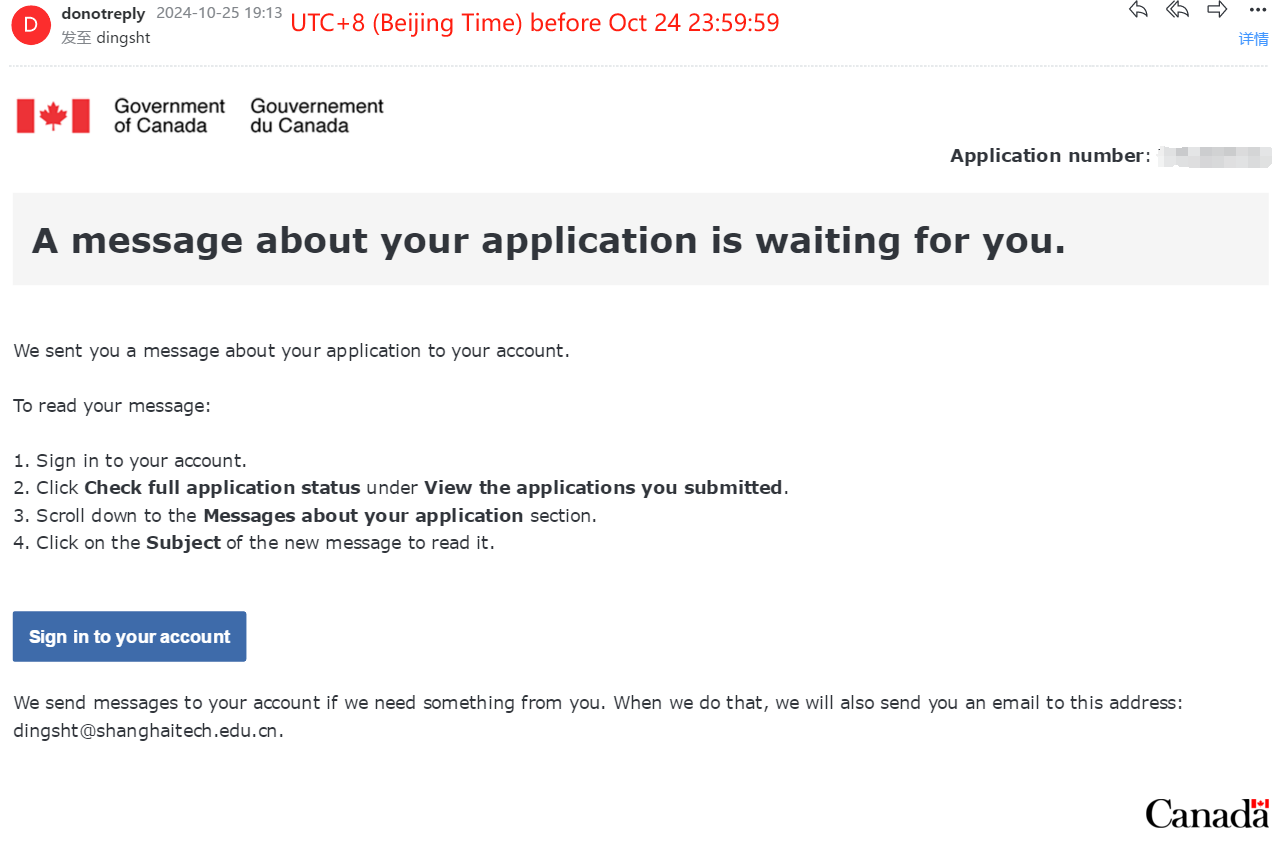 D
donotreply 2024-10-25 19:13 UTC+8 (Beijing Time) before Oct 24 23:59:59
发至 dingsht
详情
Government of Canada
Gouvernement du Canada
Application number:
A message about your application is waiting for you.
We sent you a message about your application to your account.
To read your message:
1. Sign in to your account.
2. Click Check full application status under View the applications you submitted.
3. Scroll down to the Messages about your application section.
4. Click on the Subject of the new message to read it.
Sign in to your account
We send messages to your account if we need something from you. When we do that, we will also send you an email to this address:
dingsht@shanghaitech.edu.cn.
Canada